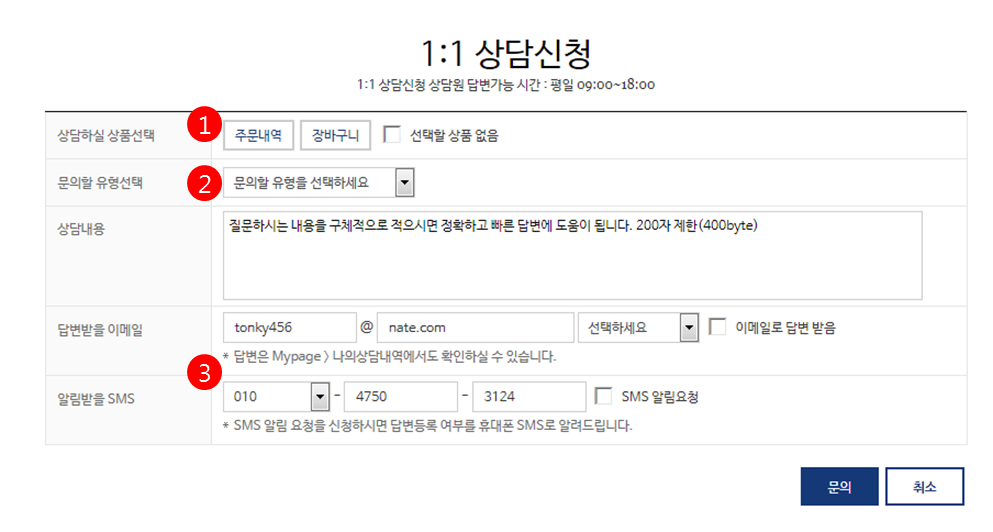 1:1 상담신청
1:1 상담신청 상담원 답변가능 시간 : 평일 09:00~18:00
상담하실 상품선택 1 주문내역 장바구니 선택할 상품 없음
문의할 유형선택 2 문의할 유형을 선택하세요
상담내용 질문하시는 내용을 구체적으로 적으시면 정확하고 빠른 답변에 도움이 됩니다. 200자 제한(400byte)
답변받을 이메일 tonky456 @ nate.com 선택하세요 이메일로 답변 받음
* 답변은 Mypage > 나의상담내역에서도 확인하실 수 있습니다.
3
알림받을 SMS 010 - 4750 - 3124 SMS 알림요청
* SMS 알림 요청을 신청하시면 답변등록 여부를 휴대폰 SMS로 알려드립니다.
문의 취소